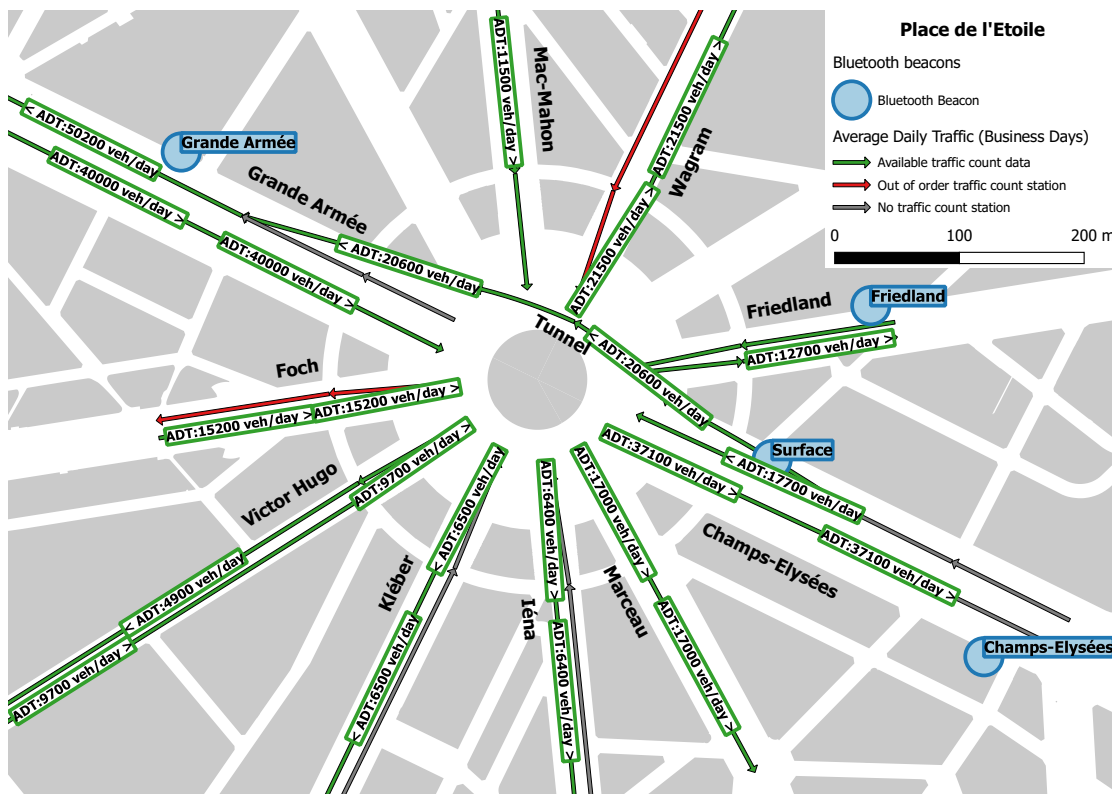 Place de l'Etoile
Bluetooth beacons
Bluetooth Beacon
Average Daily Traffic (Business Days)
Available traffic count data
Out of order traffic count station
No traffic count station
0 100 200 m
ADT:11500 veh/day >
Mac-Mahon
ADT:21500 veh/day >
Wagram
ADT:21500 veh/day >
< ADT:50200 veh/day
Grande Armée
ADT:40000 veh/day >
Grande Armée
ADT:40000 veh/day >
< ADT:20600 veh/day
Tunnel
Friedland
Friedland
ADT:12700 veh/day >
< ADT:20600 veh/day
Foch
ADT:15200 veh/day >
ADT:15200 veh/day >
Surface
< ADT:17700 veh/day
ADT:37100 veh/day >
ADT:37100 veh/day >
Champs-Elysées
Champs-Elysées
Victor Hugo
ADT:9700 veh/day >
< ADT:4900 veh/day
ADT:9700 veh/day >
Kléber
< ADT:6500 veh/day
< ADT:6500 veh/day
Iéna
ADT:6400 veh/day >
ADT:6400 veh/day >
Marceau
ADT:17000 veh/day >
ADT:17000 veh/day >